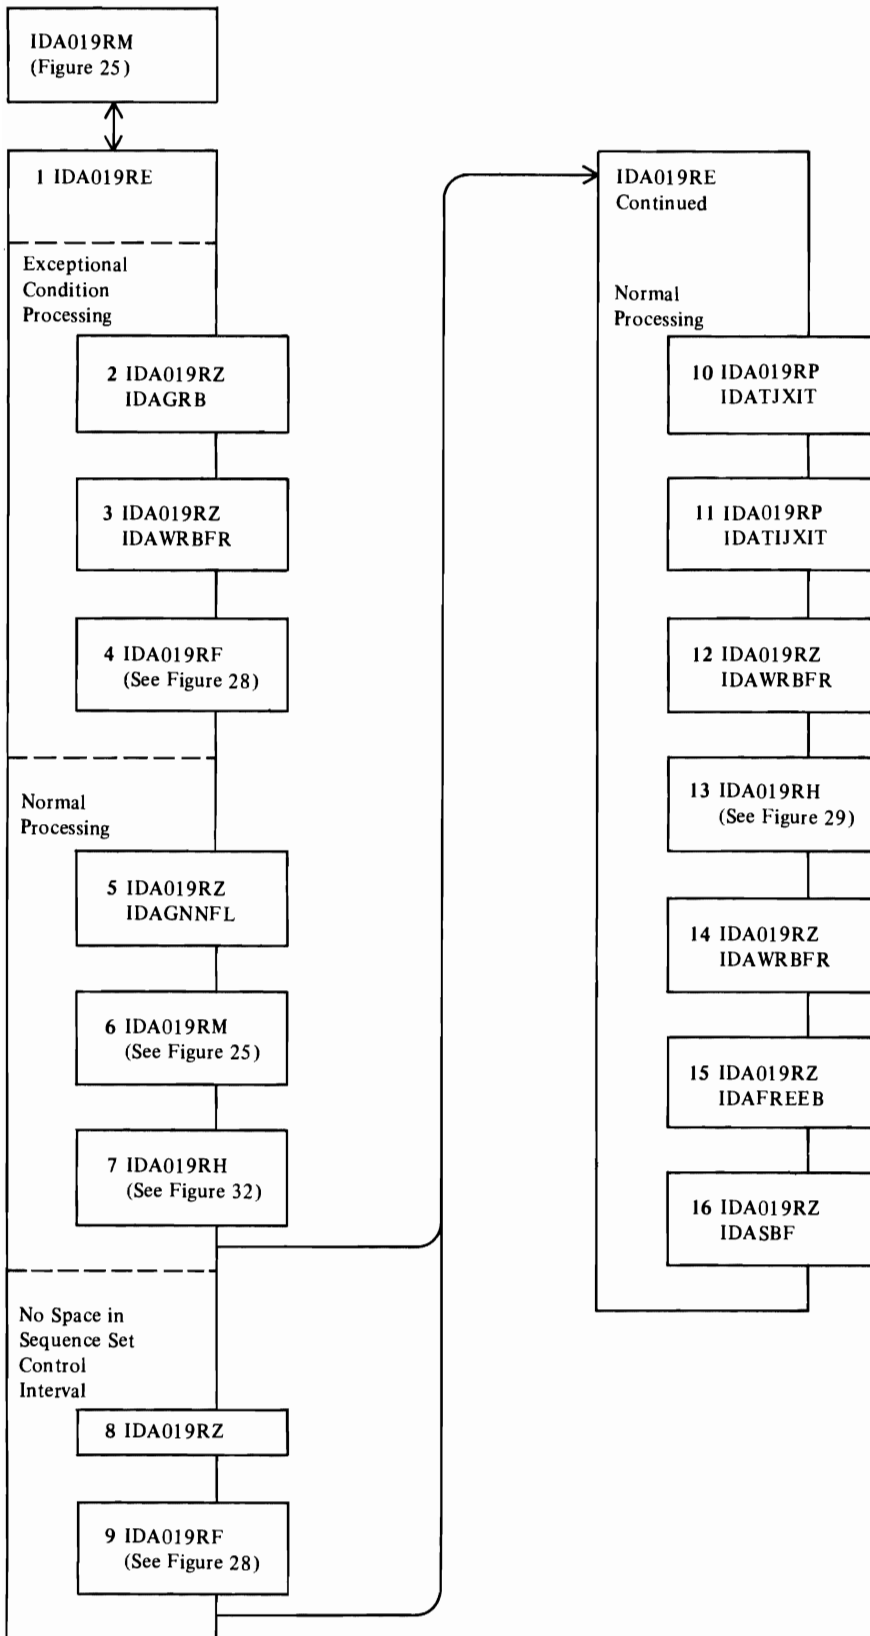 IDA019RM
(Figure 25)
1 IDA019RE
Exceptional
Condition
Processing
2 IDA019RZ
IDAGRB
3 IDA019RZ
IDAWRBFR
4 IDA019RF
(See Figure 28)
Normal
Processing
5 IDA019RZ
IDAGNNFL
6 IDA019RM
(See Figure 25)
7 IDA019RH
(See Figure 32)
No Space in
Sequence Set
Control
Interval
8 IDA019RZ
9 IDA019RF
(See Figure 28)
IDA019RE
Continued
Normal
Processing
10 IDA019RP
IDATJXIT
11 IDA019RP
IDATIJXIT
12 IDA019RZ
IDAWRBFR
13 IDA019RH
(See Figure 29)
14 IDA019RZ
IDAWRBFR
15 IDA019RZ
IDAFREEB
16 IDA019RZ
IDASBF